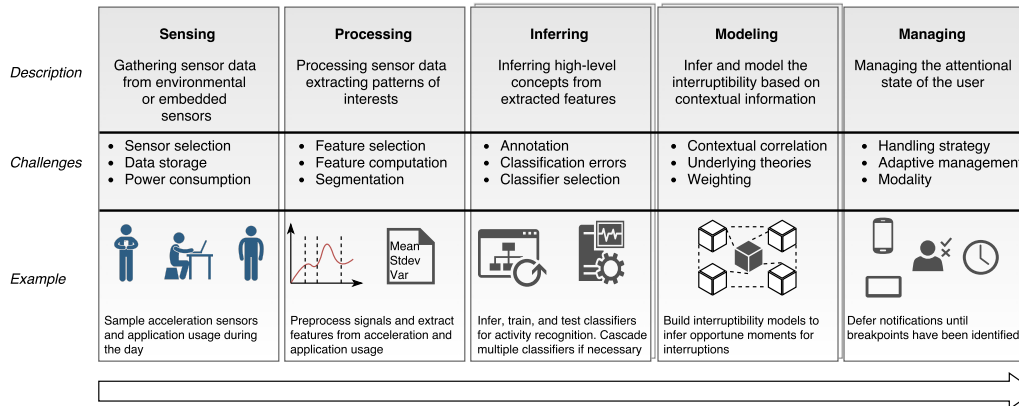 Sensing
Processing
Inferring
Modeling
Managing
Description
Gathering sensor data
from environmental
or embedded
sensors
Processing sensor data
extracting patterns of
interests
Inferring high-level
concepts from
extracted features
Infer and model the
interruptibility based on
contextual information
Managing the attentional
state of the user
Challenges
• Sensor selection
• Data storage
• Power consumption
• Feature selection
• Feature computation
• Segmentation
• Annotation
• Classification errors
• Classifier selection
• Contextual correlation
• Underlying theories
• Weighting
• Handling strategy
• Adaptive management
• Modality
Example
Mean
Stdev
Var
Sample acceleration sensors
and application usage during
the day
Preprocess signals and extract
features from acceleration and
application usage
Infer, train, and test classifiers
for activity recognition. Cascade
multiple classifiers if necessary
Build interruptibility models to
infer opportune moments for
interruptions
Defer notifications until
breakpoints have been identified